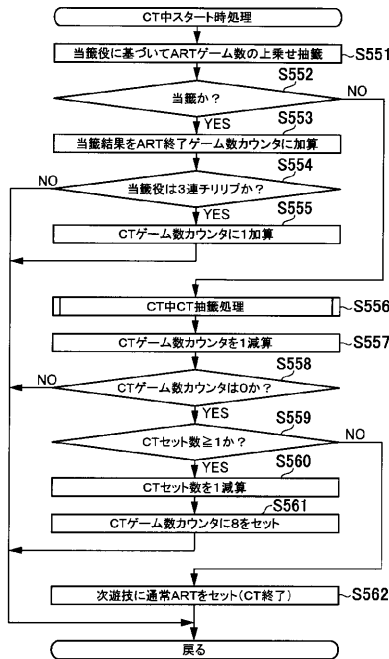 CT中スタート時処理
当籤役に基づいてARTゲーム数の上乗せ抽籤
S551
S552
当籤か？
NO
YES
S553
当籤結果をART終了ゲーム数カウンタに加算
S554
NO
当籤役は3連チリリプか？
YES
S555
CTゲーム数カウンタに1加算
CT中CT抽籤処理
S556
CTゲーム数カウンタを1減算
S557
S558
NO
CTゲーム数カウンタは0か？
YES
S559
CTセット数≧1か？
NO
YES
S560
CTセット数を1減算
S561
CTゲーム数カウンタに8をセット
次遊技に通常ARTをセット(CT終了)
S562
戻る